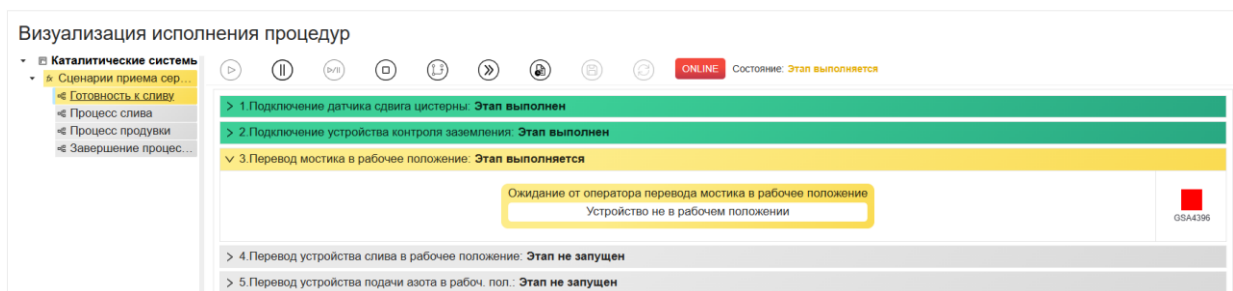 Визуализация исполнения процедур
Каталитические системы
Сценарии приема сер...
Готовность к сливу
Процесс слива
Процесс продувки
Завершение процес...
ONLINE Состояние: Этап выполняется
1.Подключение датчика сдвига цистерны: Этап выполнен
2.Подключение устройства контроля заземления: Этап выполнен
3.Перевод мостика в рабочее положение: Этап выполняется
Ожидание от оператора перевода мостика в рабочее положение
Устройство не в рабочем положении
GSA4396
4.Перевод устройства слива в рабочее положение: Этап не запущен
5.Перевод устройства подачи азота в рабоч. пол.: Этап не запущен